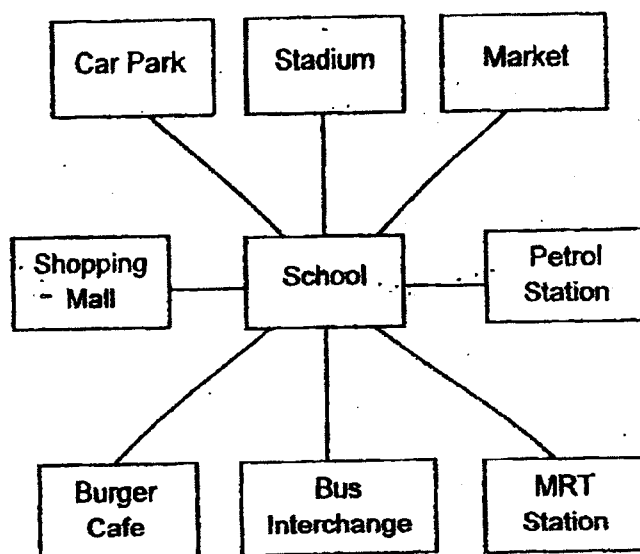 Car Park
Stadium
Market
Shopping
Mall
School
Petrol
Station
Burger
Cafe
Bus
Interchange
MRT
Station